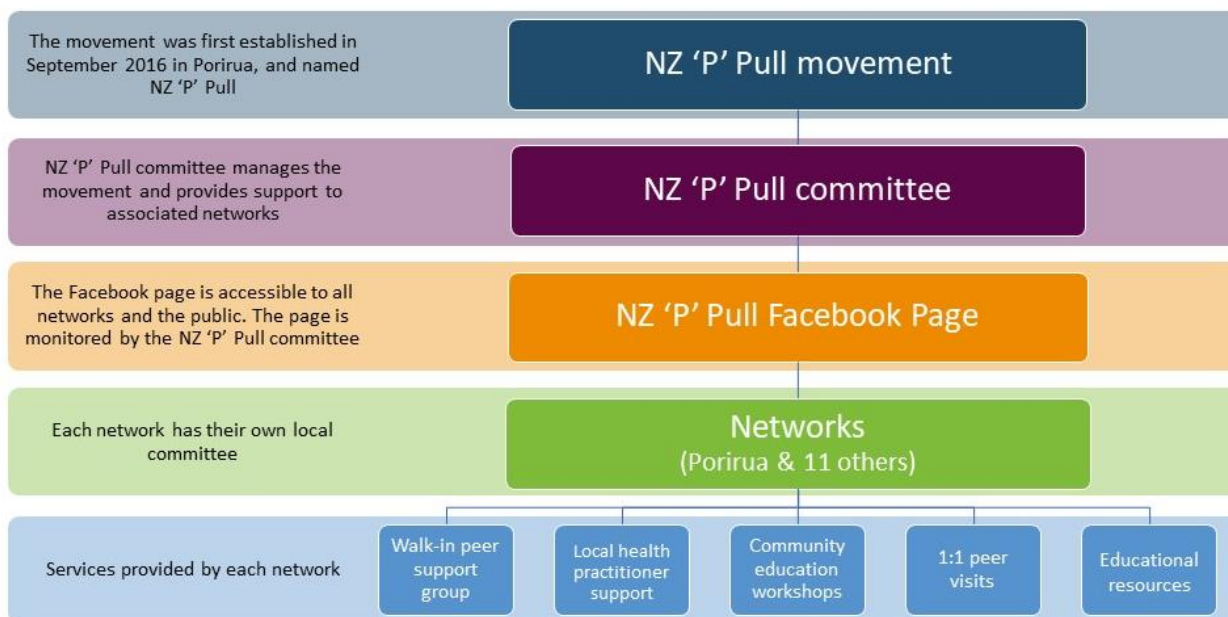 The movement was first established in
September 2016 in Porirua, and named
NZ ‘P’ Pull
NZ ‘P’ Pull movement
NZ ‘P’ Pull committee manages the
movement and provides support to
associated networks
NZ ‘P’ Pull committee
The Facebook page is accessible to all
networks and the public. The page is
monitored by the NZ ‘P’ Pull committee
NZ ‘P’ Pull Facebook Page
Each network has their own local
committee
Networks
(Porirua & 11 others)
Services provided by each network
Walk-in peer
support
group
Local health
practitioner
support
Community
education
workshops
1:1 peer
visits
Educational
resources